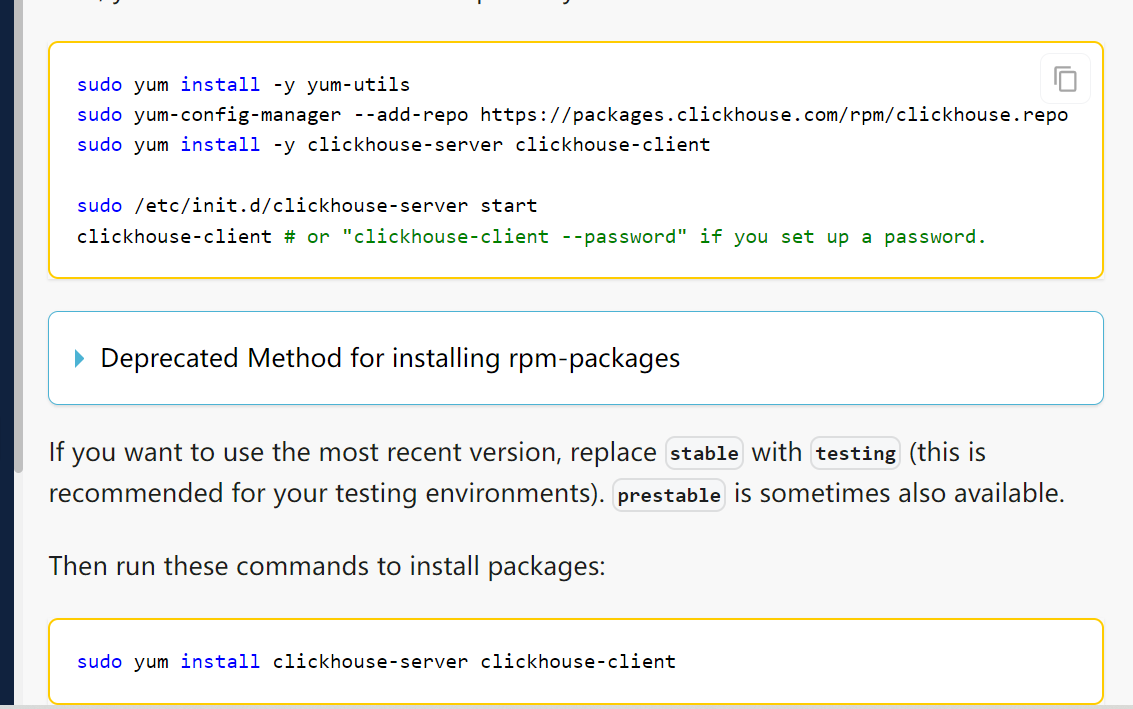 sudo yum install -y yum-utils
sudo yum-config-manager --add-repo https://packages.clickhouse.com/rpm/clickhouse.repo
sudo yum install -y clickhouse-server clickhouse-client
sudo /etc/init.d/clickhouse-server start
clickhouse-client # or "clickhouse-client --password" if you set up a password.
Deprecated Method for installing rpm-packages
If you want to use the most recent version, replace stable with testing (this is
recommended for your testing environments). prestable is sometimes also available.
Then run these commands to install packages:
sudo yum install clickhouse-server clickhouse-client